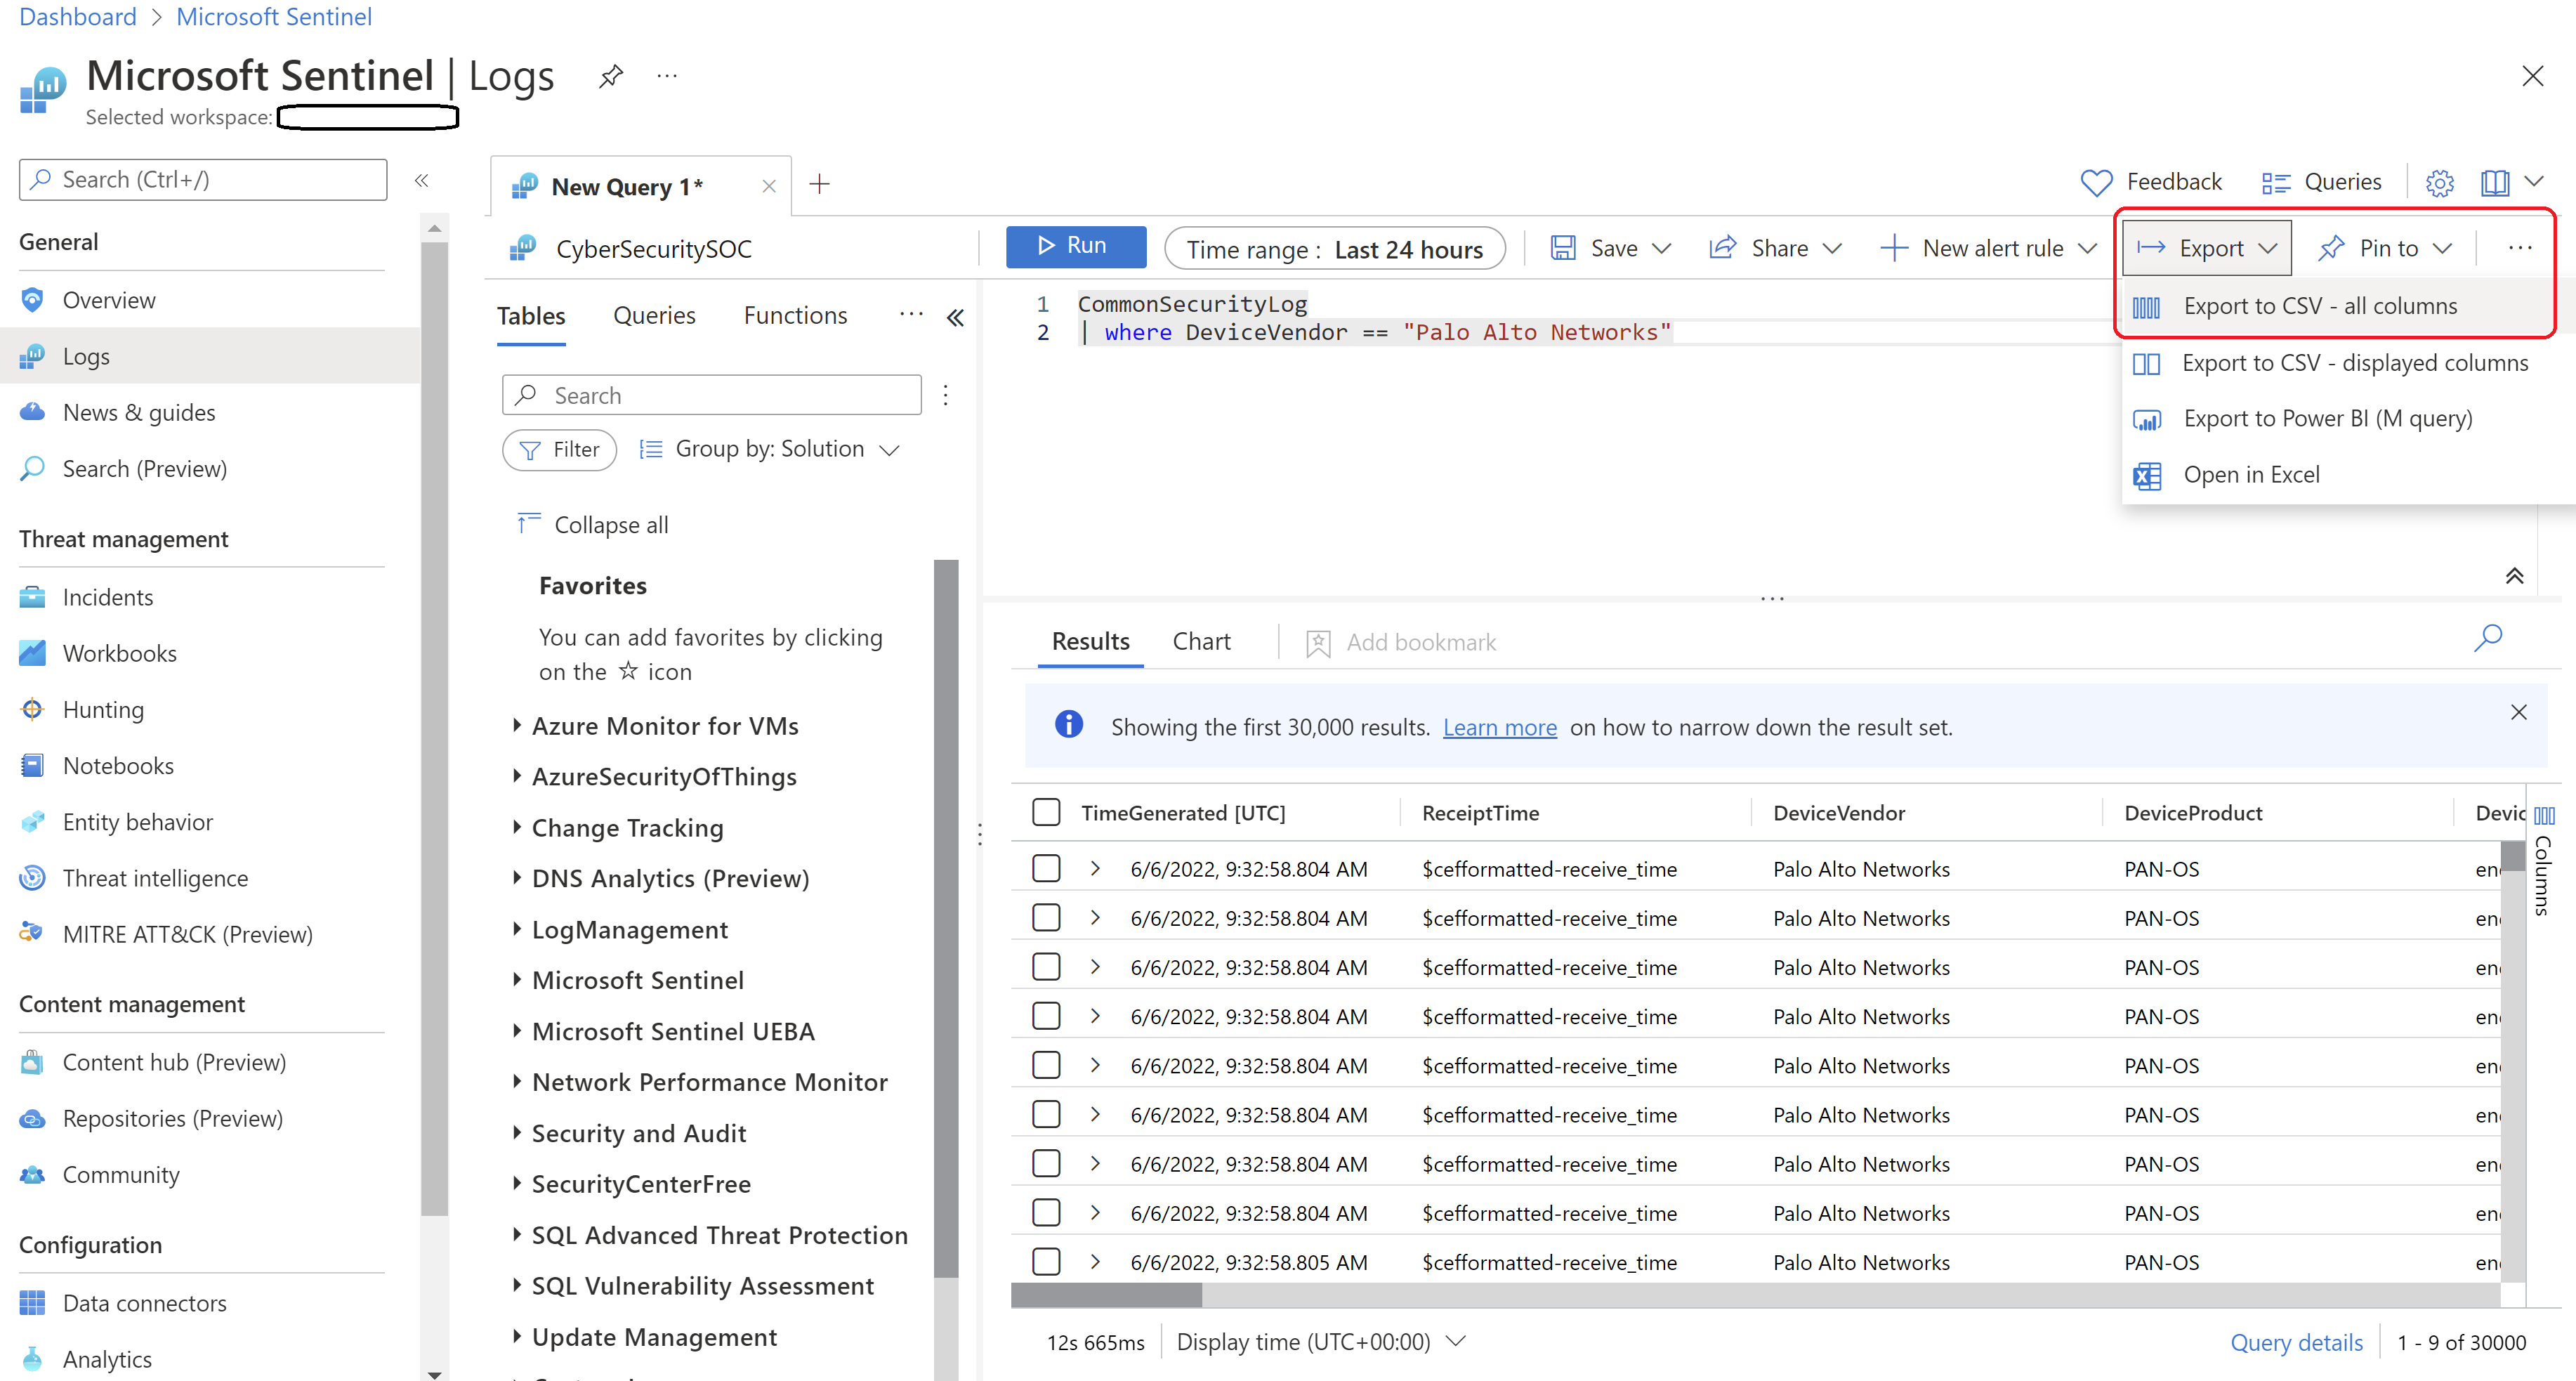 Dashboard > Microsoft Sentinel
Microsoft Sentinel | Logs ...
Selected workspace:
Search (Ctrl+/)
«
General
Overview
Logs
News & guides
Search (Preview)
Threat management
Incidents
Workbooks
Hunting
Notebooks
Entity behavior
Threat intelligence
MITRE ATT&CK (Preview)
Content management
Content hub (Preview)
Repositories (Preview)
Community
Configuration
Data connectors
Analytics
New Query 1*
Feedback
Queries
CyberSecuritySOC
Run
Time range : Last 24 hours
Save
Share
New alert rule
Export
Pin to
...
Export to CSV - all columns
Export to CSV - displayed columns
Export to Power BI (M query)
Open in Excel
Tables Queries Functions ... «
Search
Filter
Group by: Solution
Collapse all
Favorites
You can add favorites by clicking
on the ☆ icon
Azure Monitor for VMs
AzureSecurityOfThings
Change Tracking
DNS Analytics (Preview)
LogManagement
Microsoft Sentinel
Microsoft Sentinel UEBA
Network Performance Monitor
Security and Audit
SecurityCenterFree
SQL Advanced Threat Protection
SQL Vulnerability Assessment
Update Management
1 CommonSecurityLog
2 | where DeviceVendor == "Palo Alto Networks"
Results Chart Add bookmark
Showing the first 30,000 results. Learn more on how to narrow down the result set.
TimeGenerated [UTC] ReceiptTime DeviceVendor DeviceProduct Devic
6/6/2022, 9:32:58.804 AM $cefformatted-receive_time Palo Alto Networks PAN-OS en
6/6/2022, 9:32:58.804 AM $cefformatted-receive_time Palo Alto Networks PAN-OS en
6/6/2022, 9:32:58.804 AM $cefformatted-receive_time Palo Alto Networks PAN-OS en
6/6/2022, 9:32:58.804 AM $cefformatted-receive_time Palo Alto Networks PAN-OS en
6/6/2022, 9:32:58.804 AM $cefformatted-receive_time Palo Alto Networks PAN-OS en
6/6/2022, 9:32:58.804 AM $cefformatted-receive_time Palo Alto Networks PAN-OS en
6/6/2022, 9:32:58.804 AM $cefformatted-receive_time Palo Alto Networks PAN-OS en
6/6/2022, 9:32:58.804 AM $cefformatted-receive_time Palo Alto Networks PAN-OS en
6/6/2022, 9:32:58.805 AM $cefformatted-receive_time Palo Alto Networks PAN-OS en
Columns
12s 665ms Display time (UTC+00:00) Query details 1 - 9 of 30000